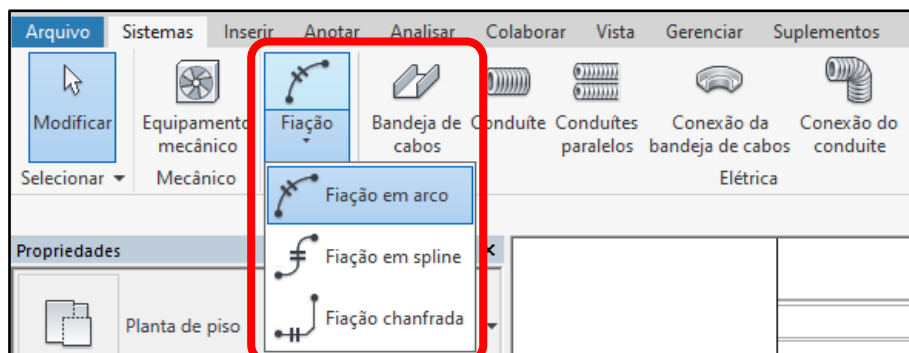 Arquivo Sistemas Inserir Anotar Analisar Colaborar Vista Gerenciar Suplementos
Modificar
Equipamento
mecânico
Fiação
Bandeja de
cabos
Conduíte
Conduítes
paralelos
Conexão da
bandeja de cabos
Conexão do
conduite
Selecionar Mecânico Elétrica
Fiação em arco
Fiação em spline
Fiação chanfrada
Propriedades
Planta de piso